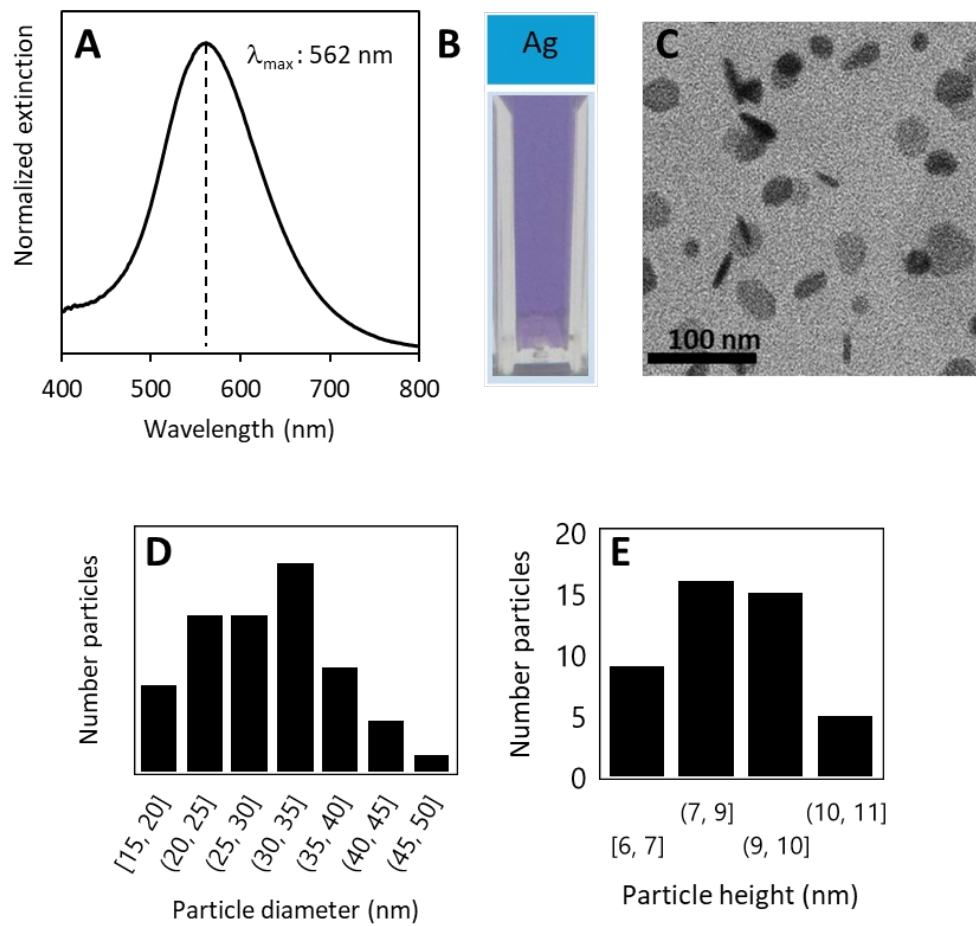 A
λmax : 562 nm
Normalized extinction
400 500 600 700 800
Wavelength (nm)
B
Ag
C
100 nm
D
Number particles
[15, 20]
(20, 25]
(25, 30]
(30, 35]
(35, 40]
(40, 45]
(45, 50]
Particle diameter (nm)
E
Number particles
20
15
10
5
0
[6, 7]
(7, 9]
(9, 10]
(10, 11]
Particle height (nm)